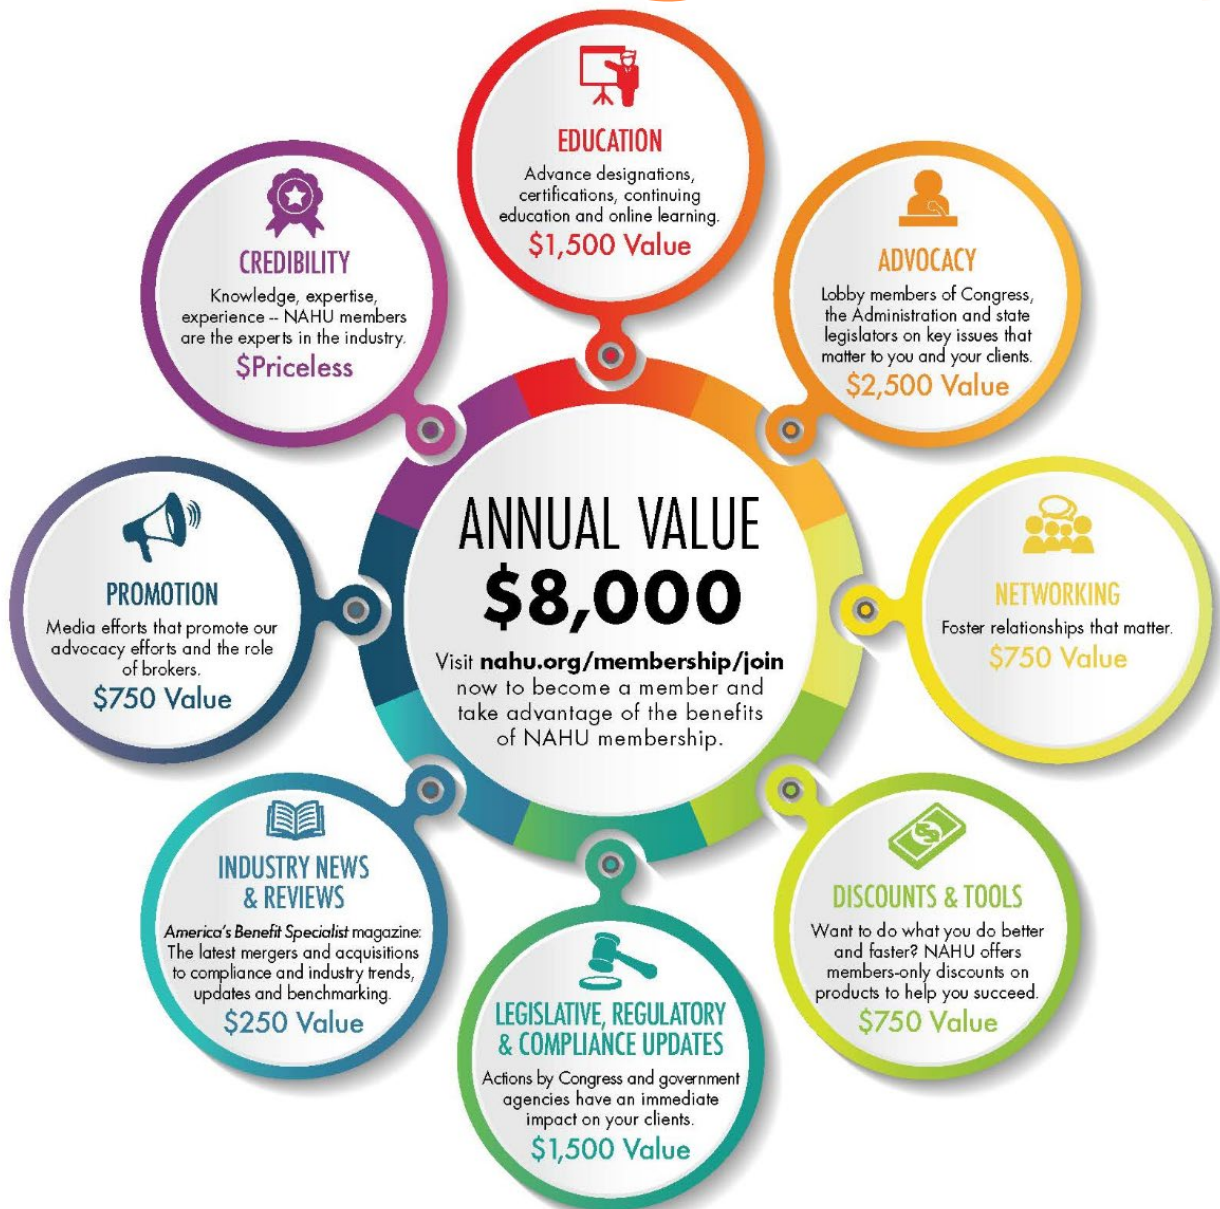 EDUCATION
Advance designations,
certifications, continuing
education and online learning.
$1,500 Value
ADVOCACY
Lobby members of Congress,
the Administration and state
legislators on key issues that
matter to you and your clients.
$2,500 Value
NETWORKING
Foster relationships that matter.
$750 Value
DISCOUNTS & TOOLS
Want to do what you do better
and faster? NAHU offers
members-only discounts on
products to help you succeed.
$750 Value
LEGISLATIVE, REGULATORY
& COMPLIANCE UPDATES
Actions by Congress and government
agencies have an immediate
impact on your clients.
$1,500 Value
INDUSTRY NEWS
& REVIEWS
America's Benefit Specialist magazine:
The latest mergers and acquisitions
to compliance and industry trends,
updates and benchmarking.
$250 Value
PROMOTION
Media efforts that promote our
advocacy efforts and the role
of brokers.
$750 Value
CREDIBILITY
Knowledge, expertise,
experience -- NAHU members
are the experts in the industry.
$Priceless
ANNUAL VALUE
$8,000
Visit nahu.org/membership/join
now to become a member and
take advantage of the benefits
of NAHU membership.